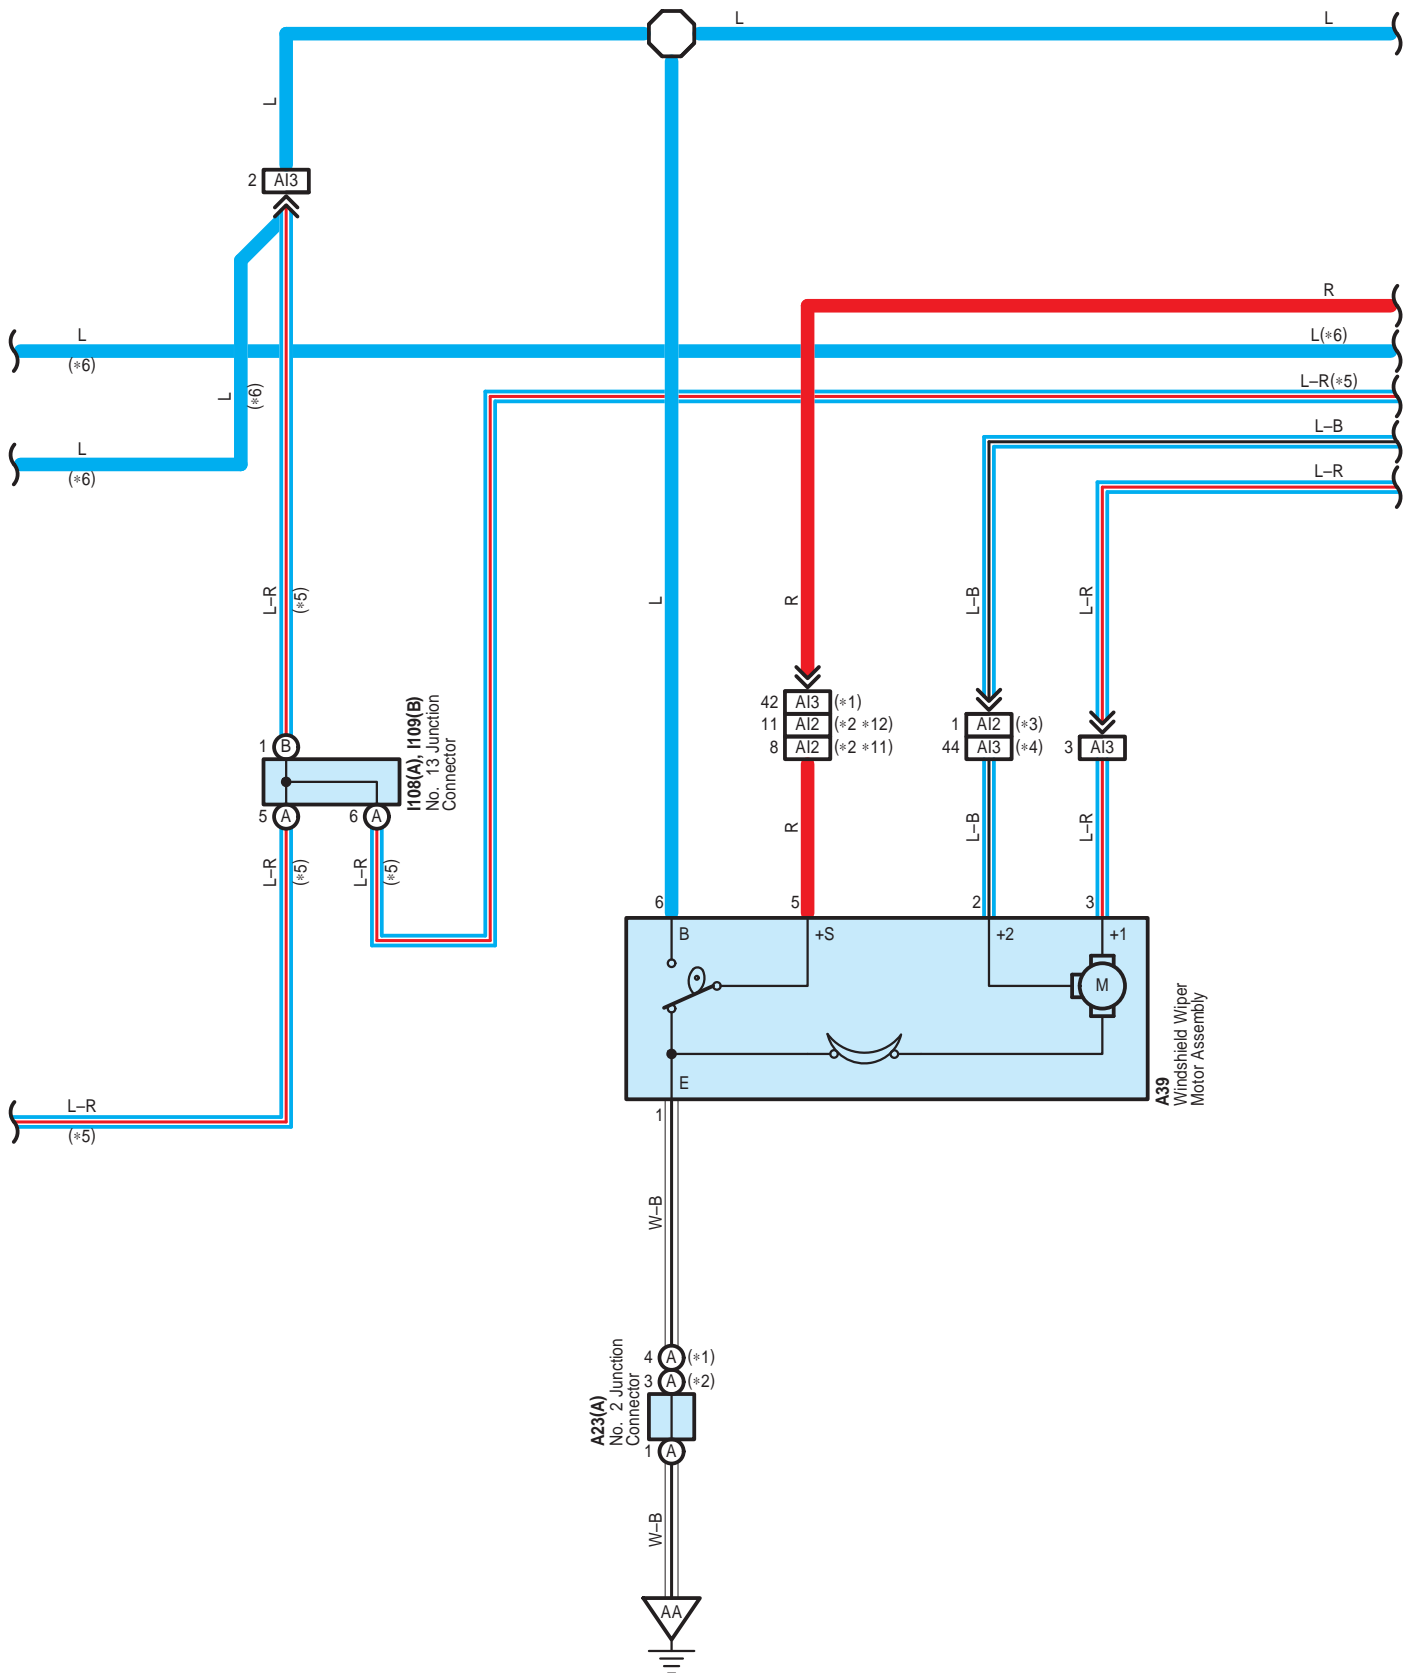 L
L
L
2 AI3
R
L
(*6)
L(*6)
L
(*6)
L-R(*5)
L-B
L
(*6)
L-R
L-R
(*5)
L
R
L-B
L-R
42 AI3 (*1)
11 AI2 (*2 *12)
8 AI2 (*2 *11)
1 AI2 (*3)
44 AI3 (*4)
3 AI3
1 B
I108(A), I109(B)
No. 13 Junction
Connector
5 A
6 A
R
L-B
L-R
L-R
(*5)
L-R
(*5)
6
5
2
3
B
+S
+2
+1
M
E
A39
Windshield Wiper
Motor Assembly
1
L-R
(*5)
W-B
4 A (*1)
3 A (*2)
A23(A)
No. 2 Junction
Connector
1 A
W-B
AA